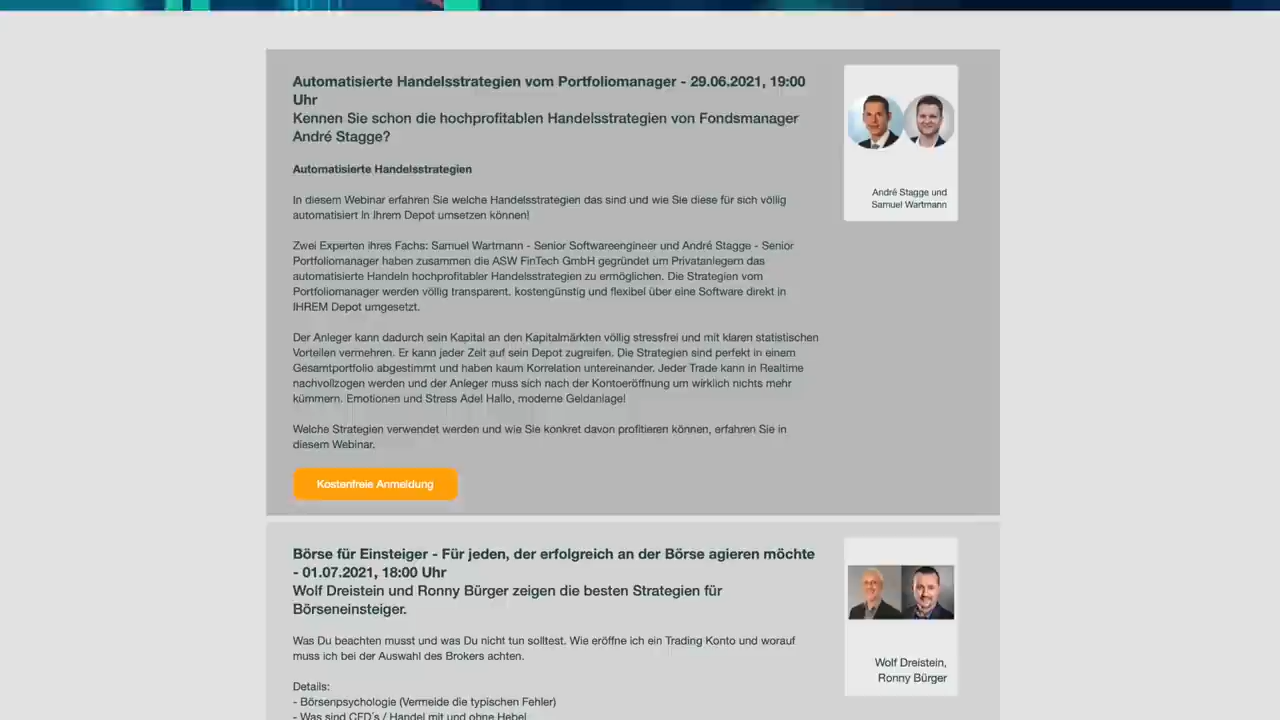 Automatisierte Handelsstrategien vom Portfoliomanager - 29.06.2021, 19:00
Uhr
Kennen Sie schon die hochprofitablen Handelsstrategien von Fondsmanager
André Stagge?
Automatisierte Handelsstrategien
In diesem Webinar erfahren Sie welche Handelsstrategien das sind und wie Sie diese für sich völlig
automatisiert in Ihrem Depot umsetzen können!
Zwei Experten ihres Fachs: Samuel Wartmann - Senior Softwareengineer und André Stagge - Senior
Portfoliomanager haben zusammen die ASW FinTech GmbH gegründet um Privatanlegern das
automatisierte Handeln hochprofitabler Handelsstrategien zu ermöglichen. Die Strategien vom
Portfoliomanager werden völlig transparent. kostengünstig und flexibel über eine Software direkt in
IHREM Depot umgesetzt.
Der Anleger kann dadurch sein Kapital an den Kapitalmärkten völlig stressfrei und mit klaren statistischen
Vorteilen vermehren. Er kann jeder Zeit auf sein Depot zugreifen. Die Strategien sind perfekt in einem
Gesamtportfolio abgestimmt und haben kaum Korrelation untereinander. Jeder Trade kann in Realtime
nachvollzogen werden und der Anleger muss sich nach der Kontoeröffnung um wirklich nichts mehr
kümmern. Emotionen und Stress Ade! Hallo, moderne Geldanlage!
Welche Strategien verwendet werden und wie Sie konkret davon profitieren können, erfahren Sie in
diesem Webinar.
Kostenfreie Anmeldung
André Stagge und
Samuel Wartmann
Börse für Einsteiger - Für jeden, der erfolgreich an der Börse agieren möchte
- 01.07.2021, 18:00 Uhr
Wolf Dreistein und Ronny Bürger zeigen die besten Strategien für
Börseneinsteiger.
Was Du beachten musst und was Du nicht tun solltest. Wie eröffne ich ein Trading Konto und worauf
muss ich bei der Auswahl des Brokers achten.
Details:
- Börsenpsychologie (Vermeide die typischen Fehler)
- Was sind CFD´s / Handel mit und ohne Hebel
Wolf Dreistein,
Ronny Bürger